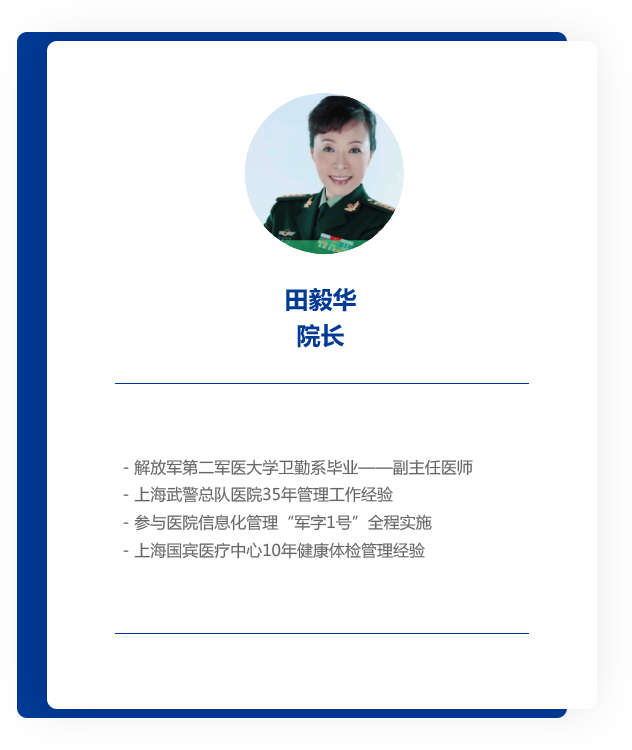 田毅华
院长
- 解放军第二军医大学卫勤系毕业——副主任医师
- 上海武警总队医院35年管理工作经验
- 参与医院信息化管理“军字1号”全程实施
- 上海国宾医疗中心10年健康体检管理经验